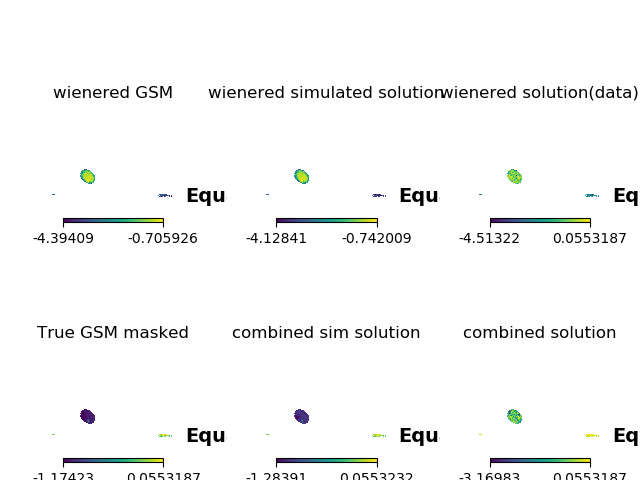 wienered GSM
wienered simulated solution
wienered solution(data)
Equ
Equ
Eq
-4.39409 -0.705926
-4.12841 -0.742009
-4.51322 0.0553187
True GSM masked
combined sim solution
combined solution
Equ
Equ
Eq
-1.17423 0.0553187
-1.28391 0.0553232
-3.16983 0.0553187